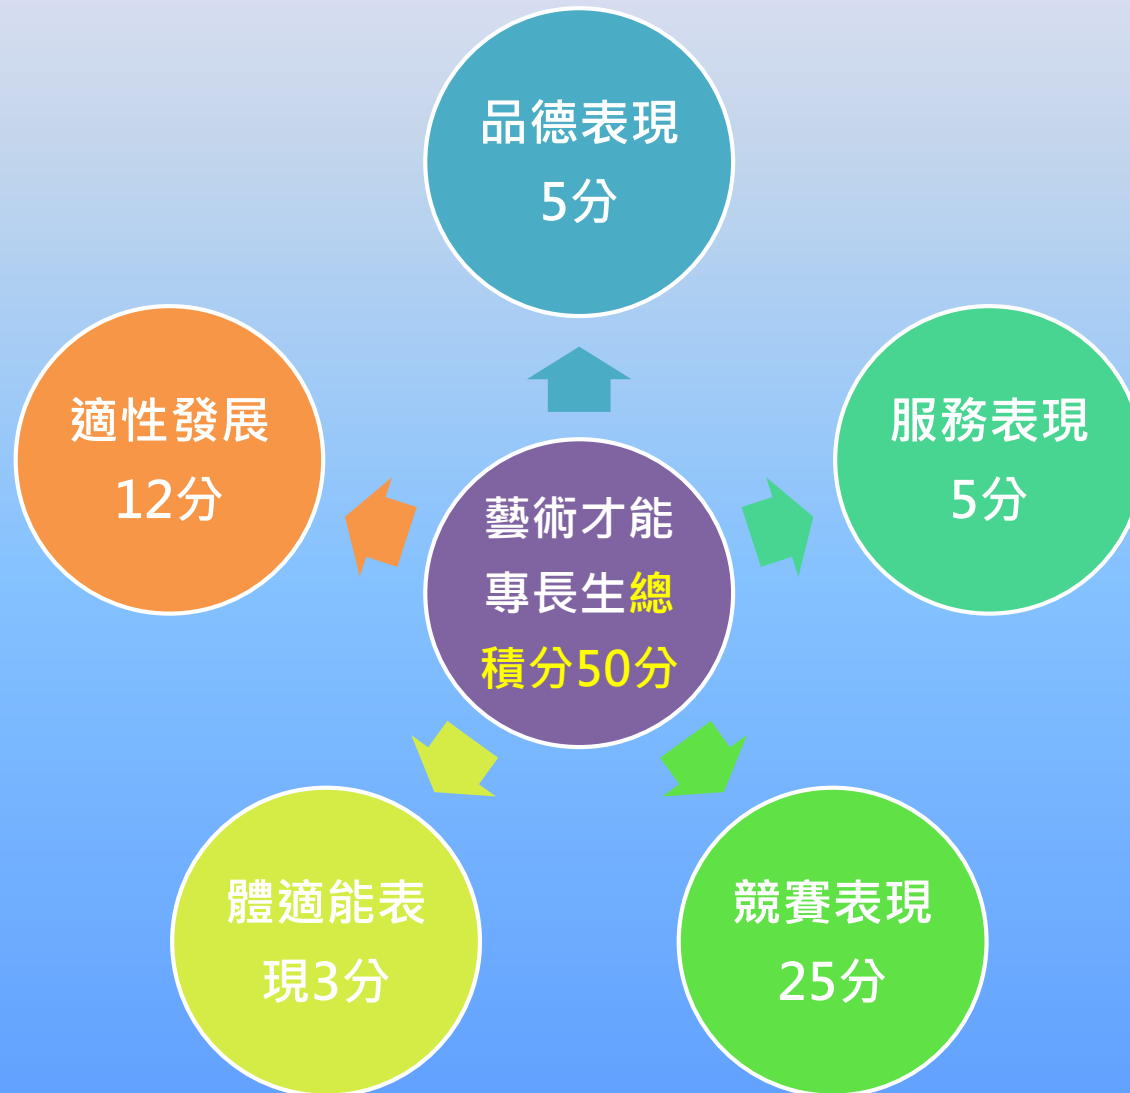 品德表現
5分
適性發展
12分
服務表現
5分
藝術才能
專長生總
積分50分
體適能表
現3分
競賽表現
25分